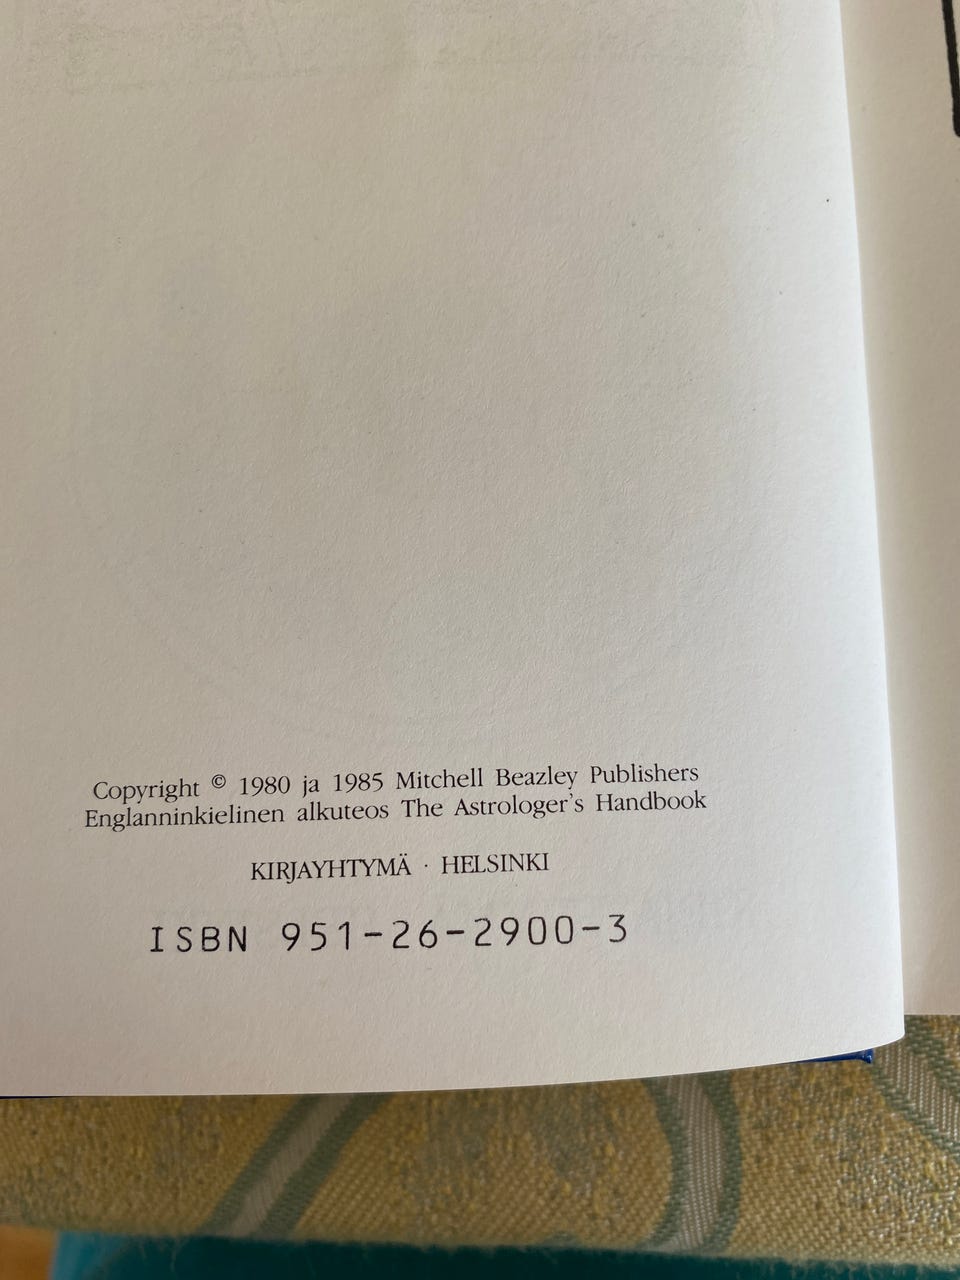 Copyright © 1980 ja 1985 Mitchell Beazley Publishers
Englanninkielinen alkuteos The Astrologer's Handbook
KIRJAYHTYMÄ · HELSINKI
ISBN 951-26-2900-3